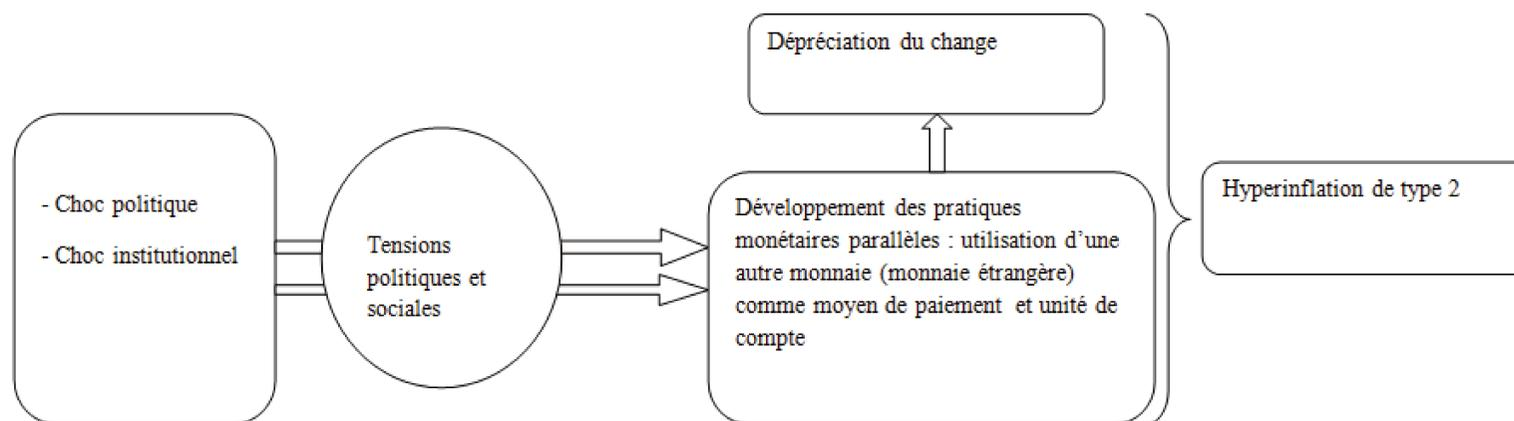 - Choc politique
- Choc institutionnel
Tensions
politiques et
sociales
Dépréciation du change
Développement des pratiques
monétaires parallèles : utilisation d’une
autre monnaie (monnaie étrangère)
comme moyen de paiement et unité de
compte
Hyperinflation de type 2